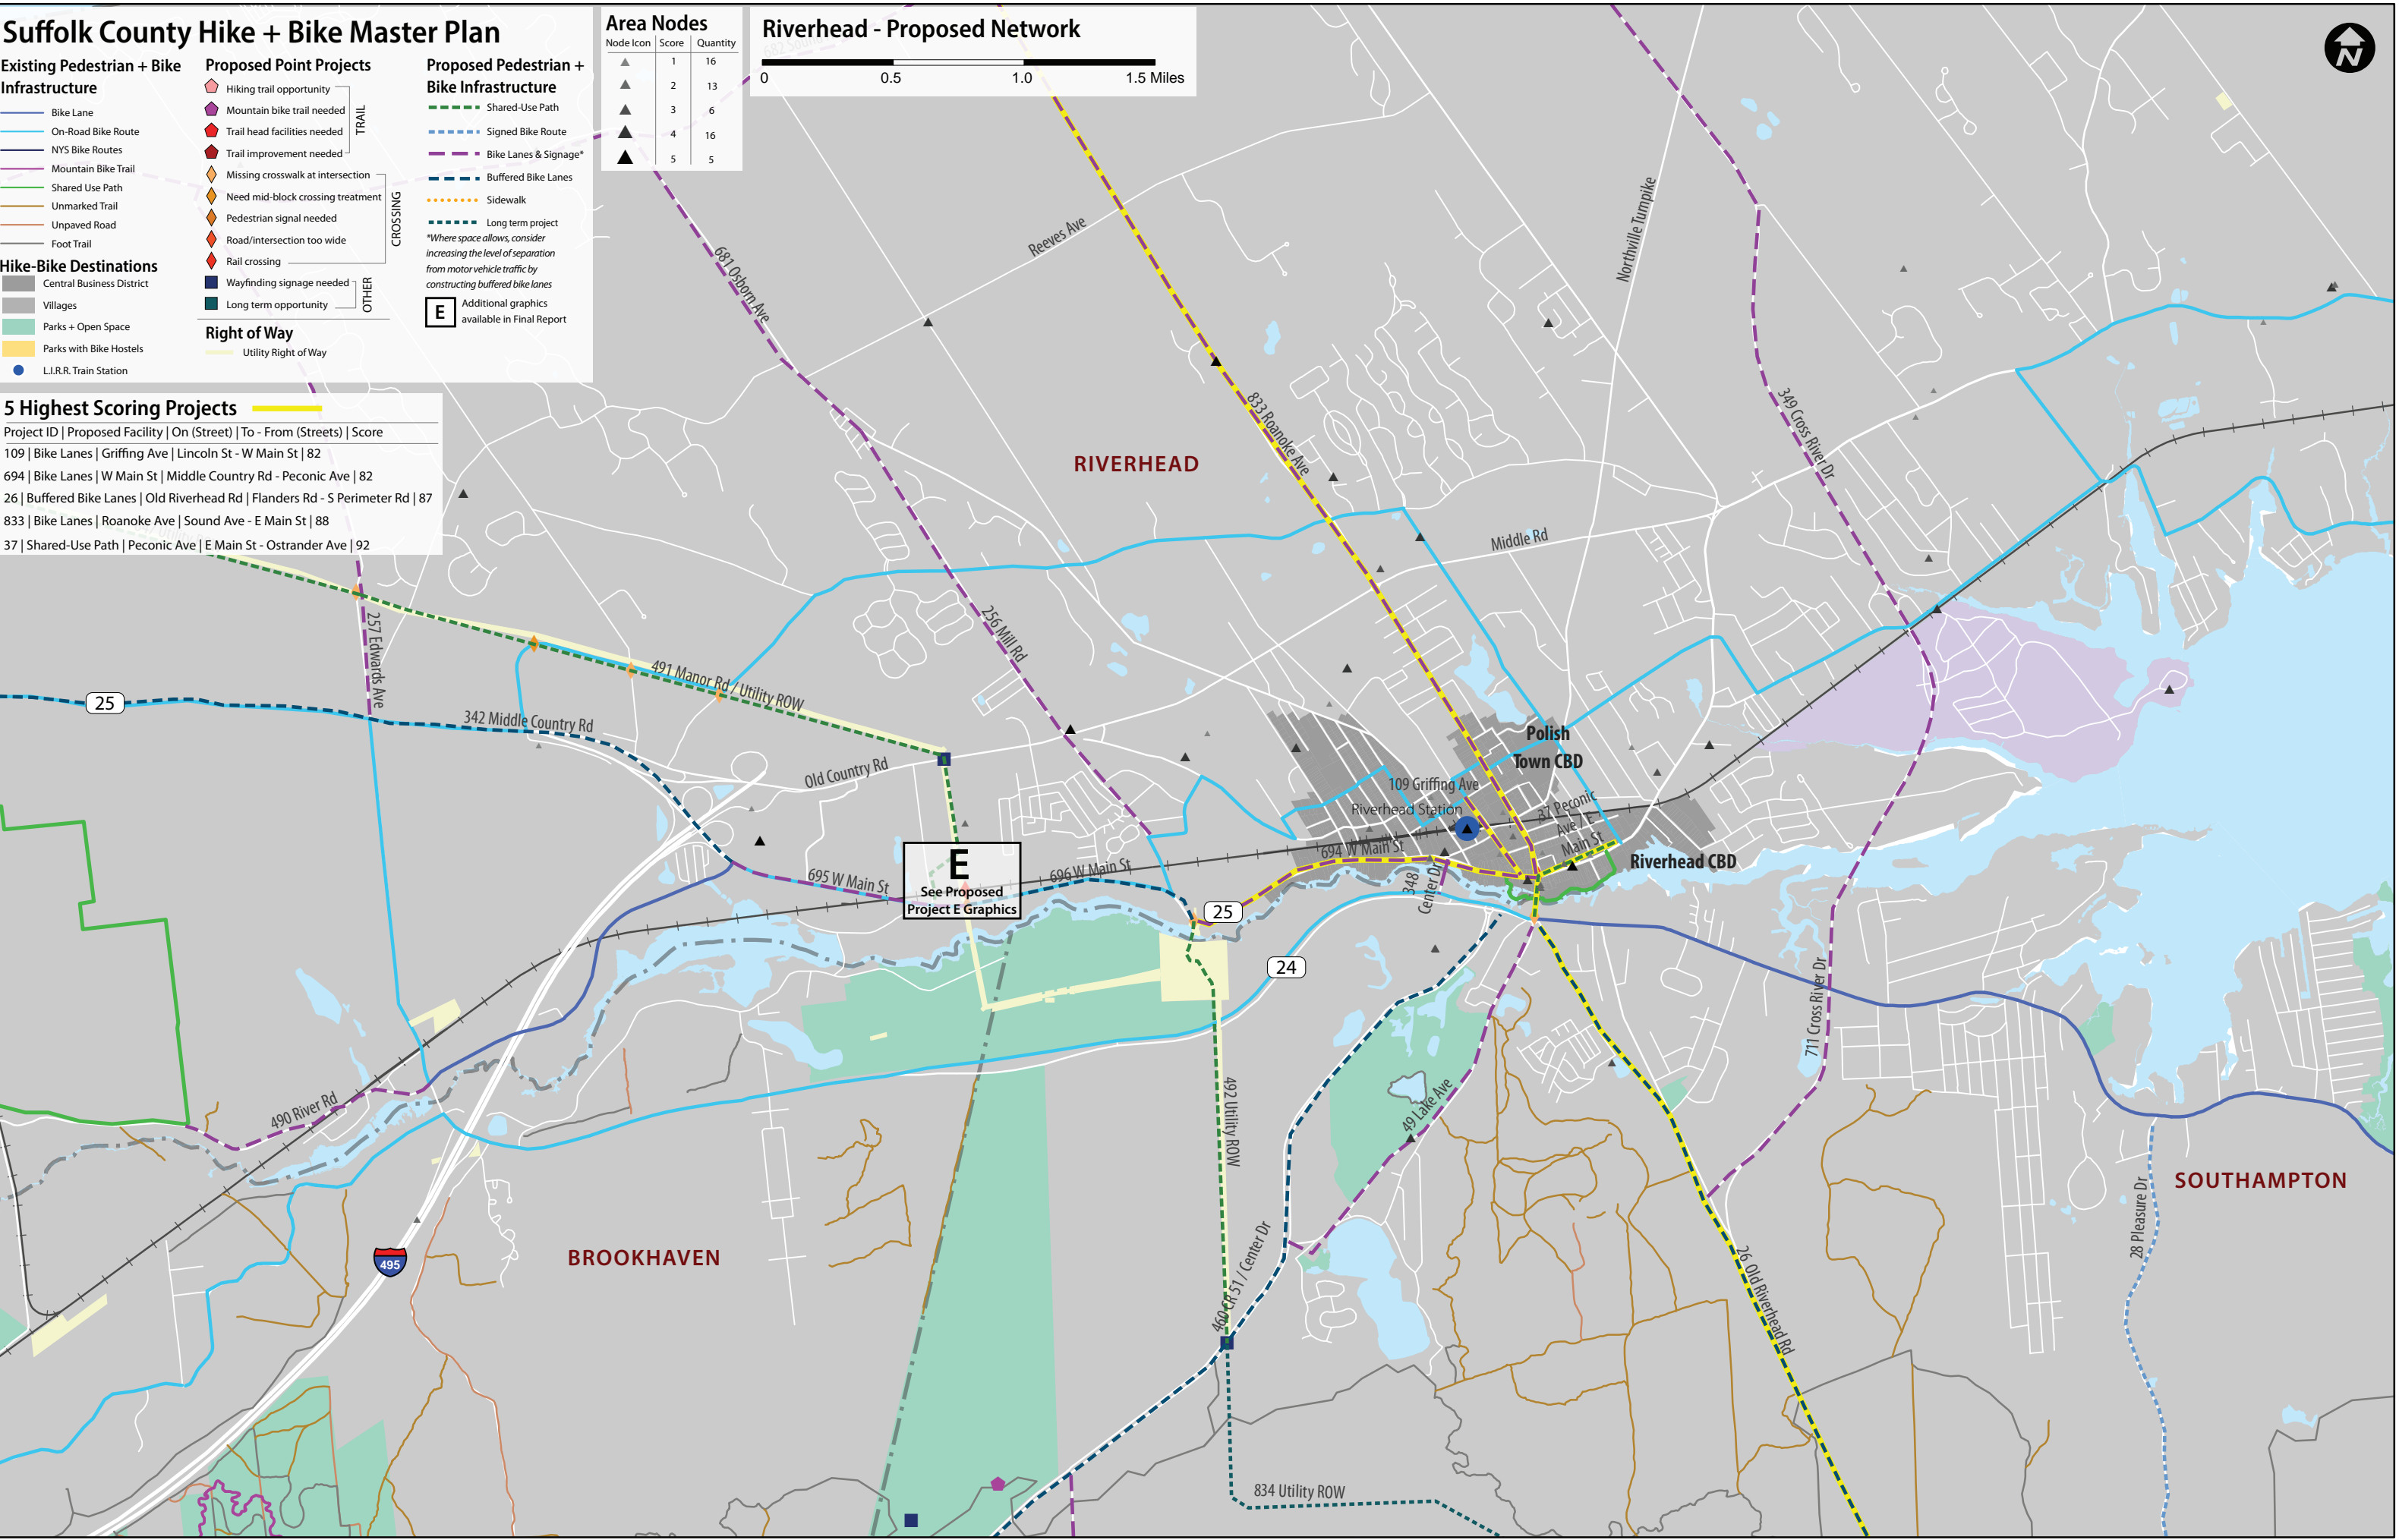 Suffolk County Hike + Bike Master Plan
Existing Pedestrian + Bike
Infrastructure
Bike Lane
On-Road Bike Route
NYS Bike Routes
Mountain Bike Trail
Shared Use Path
Unmarked Trail
Unpaved Road
Foot Trail
Hike-Bike Destinations
Central Business District
Villages
Parks + Open Space
Parks with Bike Hostels
L.I.R.R. Train Station
Proposed Point Projects
Hiking trail opportunity
Mountain bike trail needed
Trail head facilities needed
Trail improvement needed
TRAIL
Missing crosswalk at intersection
Need mid-block crossing treatment
Pedestrian signal needed
Road/intersection too wide
Rail crossing
CROSSING
Wayfinding signage needed
Long term opportunity
OTHER
Right of Way
Utility Right of Way
Proposed Pedestrian +
Bike Infrastructure
Shared-Use Path
Signed Bike Route
Bike Lanes & Signage*
Buffered Bike Lanes
Sidewalk
Long term project
*Where space allows, consider
increasing the level of separation
from motor vehicle traffic by
constructing buffered bike lanes
E
Additional graphics
available in Final Report
Area Nodes
Node Icon Score Quantity
1 16
2 13
3 6
4 16
5 5
Riverhead - Proposed Network
0 0.5 1.0 1.5 Miles
N
5 Highest Scoring Projects
Project ID | Proposed Facility | On (Street) | To - From (Streets) | Score
109 | Bike Lanes | Griffing Ave | Lincoln St - W Main St | 82
694 | Bike Lanes | W Main St | Middle Country Rd - Peconic Ave | 82
26 | Buffered Bike Lanes | Old Riverhead Rd | Flanders Rd - S Perimeter Rd | 87
833 | Bike Lanes | Roanoke Ave | Sound Ave - E Main St | 88
37 | Shared-Use Path | Peconic Ave | E Main St - Ostrander Ave | 92
681 Osborn Ave
Reeves Ave
Northville Turnpike
833 Roanoke Ave
349 Cross River Dr
RIVERHEAD
Middle Rd
257 Edwards Ave
256 Mill Rd
491 Manor Rd / Utility ROW
25
342 Middle Country Rd
Old Country Rd
Polish
Town CBD
109 Griffing Ave
Riverhead Station
37 Peconic
Ave / E
Main St
694 W Main St
Riverhead CBD
E
See Proposed
Project E Graphics
695 W Main St
696 W Main St
348
Center Dr
25
24
711 Cross River Dr
490 River Rd
492 Utility ROW
49 Lake Ave
SOUTHAMPTON
28 Pleasure Dr
BROOKHAVEN
495
460 CR 51 / Center Dr
26 Old Riverhead Rd
834 Utility ROW